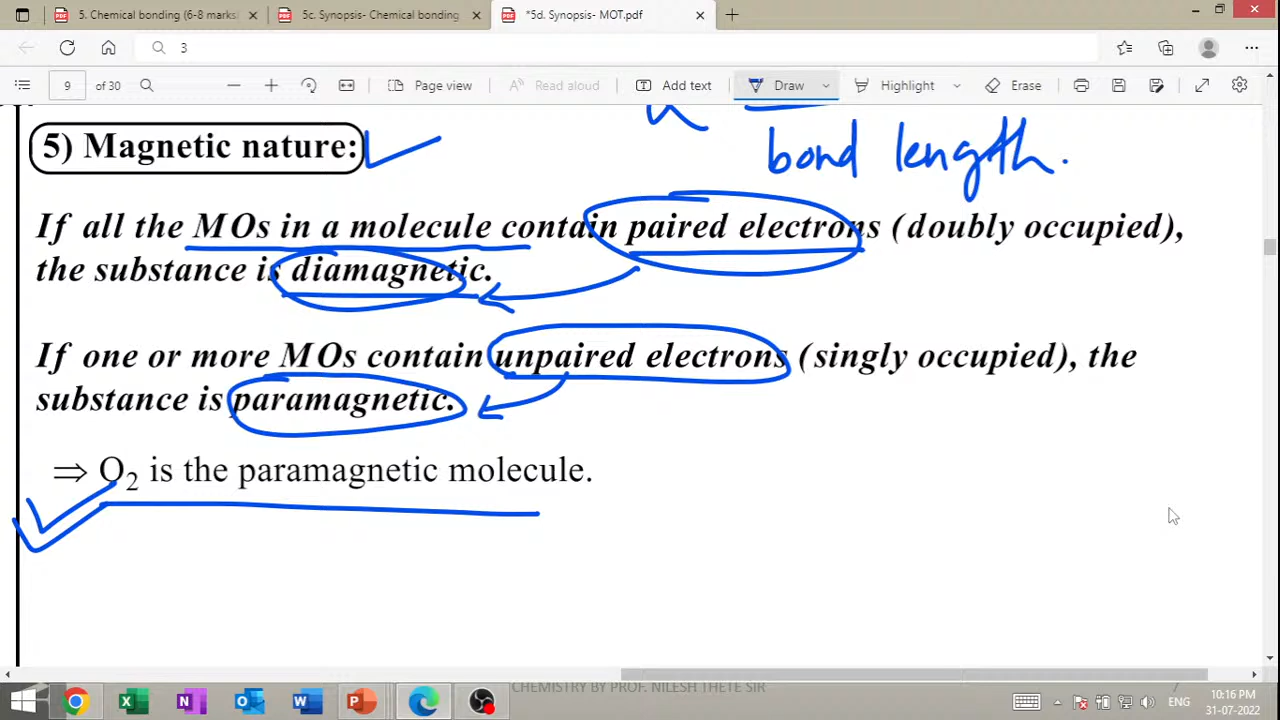 5. Chemical bonding (6-8 marks
5c. Synopsis- Chemical bonding
*5d. Synopsis- MOT.pdf
3
9 of 30
Page view
Read aloud
Add text
Draw
Highlight
Erase
bond length.
5) Magnetic nature:
If all the MOs in a molecule contain paired electrons (doubly occupied),
the substance is diamagnetic.
If one or more MOs contain unpaired electrons (singly occupied), the
substance is paramagnetic.
⇒ O₂ is the paramagnetic molecule.
CHEMISTRY BY PROF. NILESH THETE SIR
ENG
10:16 PM
31-07-2022